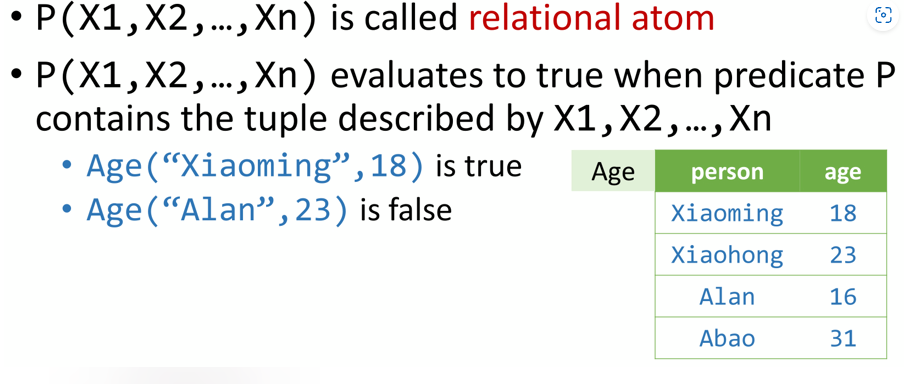 • P(X1,X2,…,Xn) is called relational atom
• P(X1,X2,…,Xn) evaluates to true when predicate P
contains the tuple described by X1,X2,…,Xn
• Age(“Xiaoming”,18) is true
• Age(“Alan”,23) is false
Age person age
Xiaoming 18
Xiaohong 23
Alan 16
Abao 31